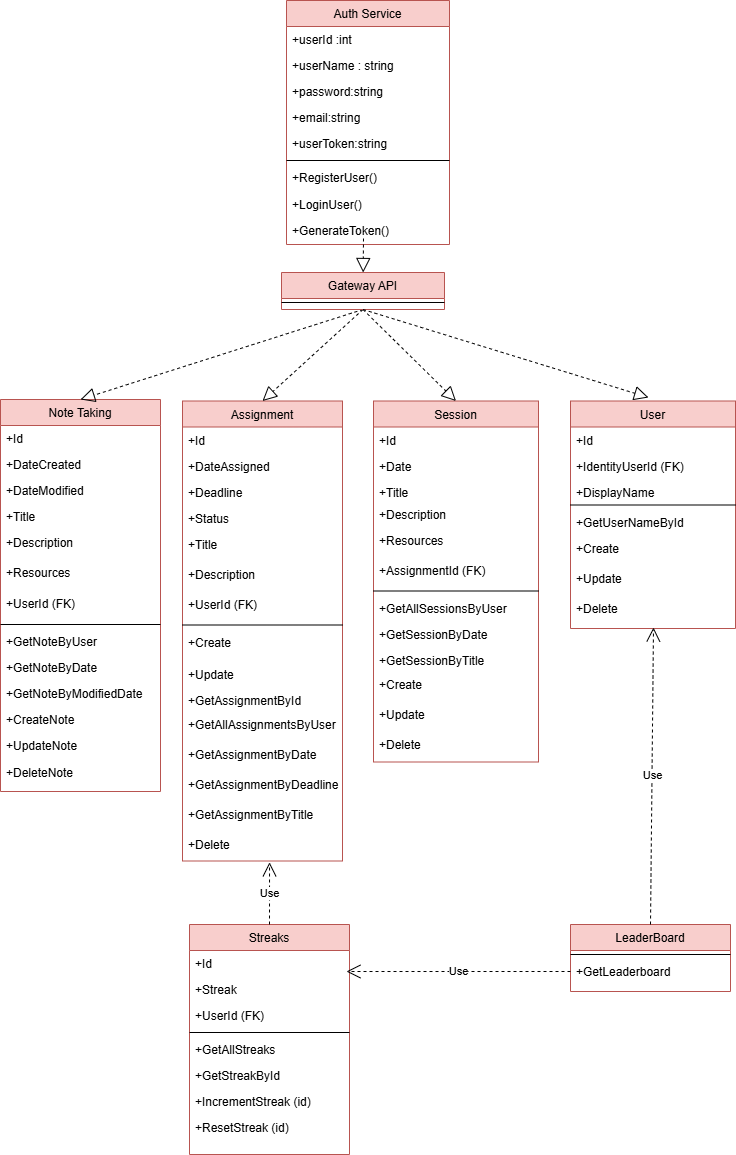 Auth Service
+userId :int
+userName : string
+password:string
+email:string
+userToken:string
+RegisterUser()
+LoginUser()
+GenerateToken()
Gateway API
Note Taking
+Id
+DateCreated
+DateModified
+Title
+Description
+Resources
+UserId (FK)
+GetNoteByUser
+GetNoteByDate
+GetNoteByModifiedDate
+CreateNote
+UpdateNote
+DeleteNote
Assignment
+Id
+DateAssigned
+Deadline
+Status
+Title
+Description
+UserId (FK)
+Create
+Update
+GetAssignmentById
+GetAllAssignmentsByUser
+GetAssignmentByDate
+GetAssignmentByDeadline
+GetAssignmentByTitle
+Delete
Session
+Id
+Date
+Title
+Description
+Resources
+AssignmentId (FK)
+GetAllSessionsByUser
+GetSessionByDate
+GetSessionByTitle
+Create
+Update
+Delete
User
+Id
+IdentityUserId (FK)
+DisplayName
+GetUserNameById
+Create
+Update
+Delete
Use
Use
Streaks
+Id
+Streak
+UserId (FK)
+GetAllStreaks
+GetStreakById
+IncrementStreak (id)
+ResetStreak (id)
Use
LeaderBoard
+GetLeaderboard